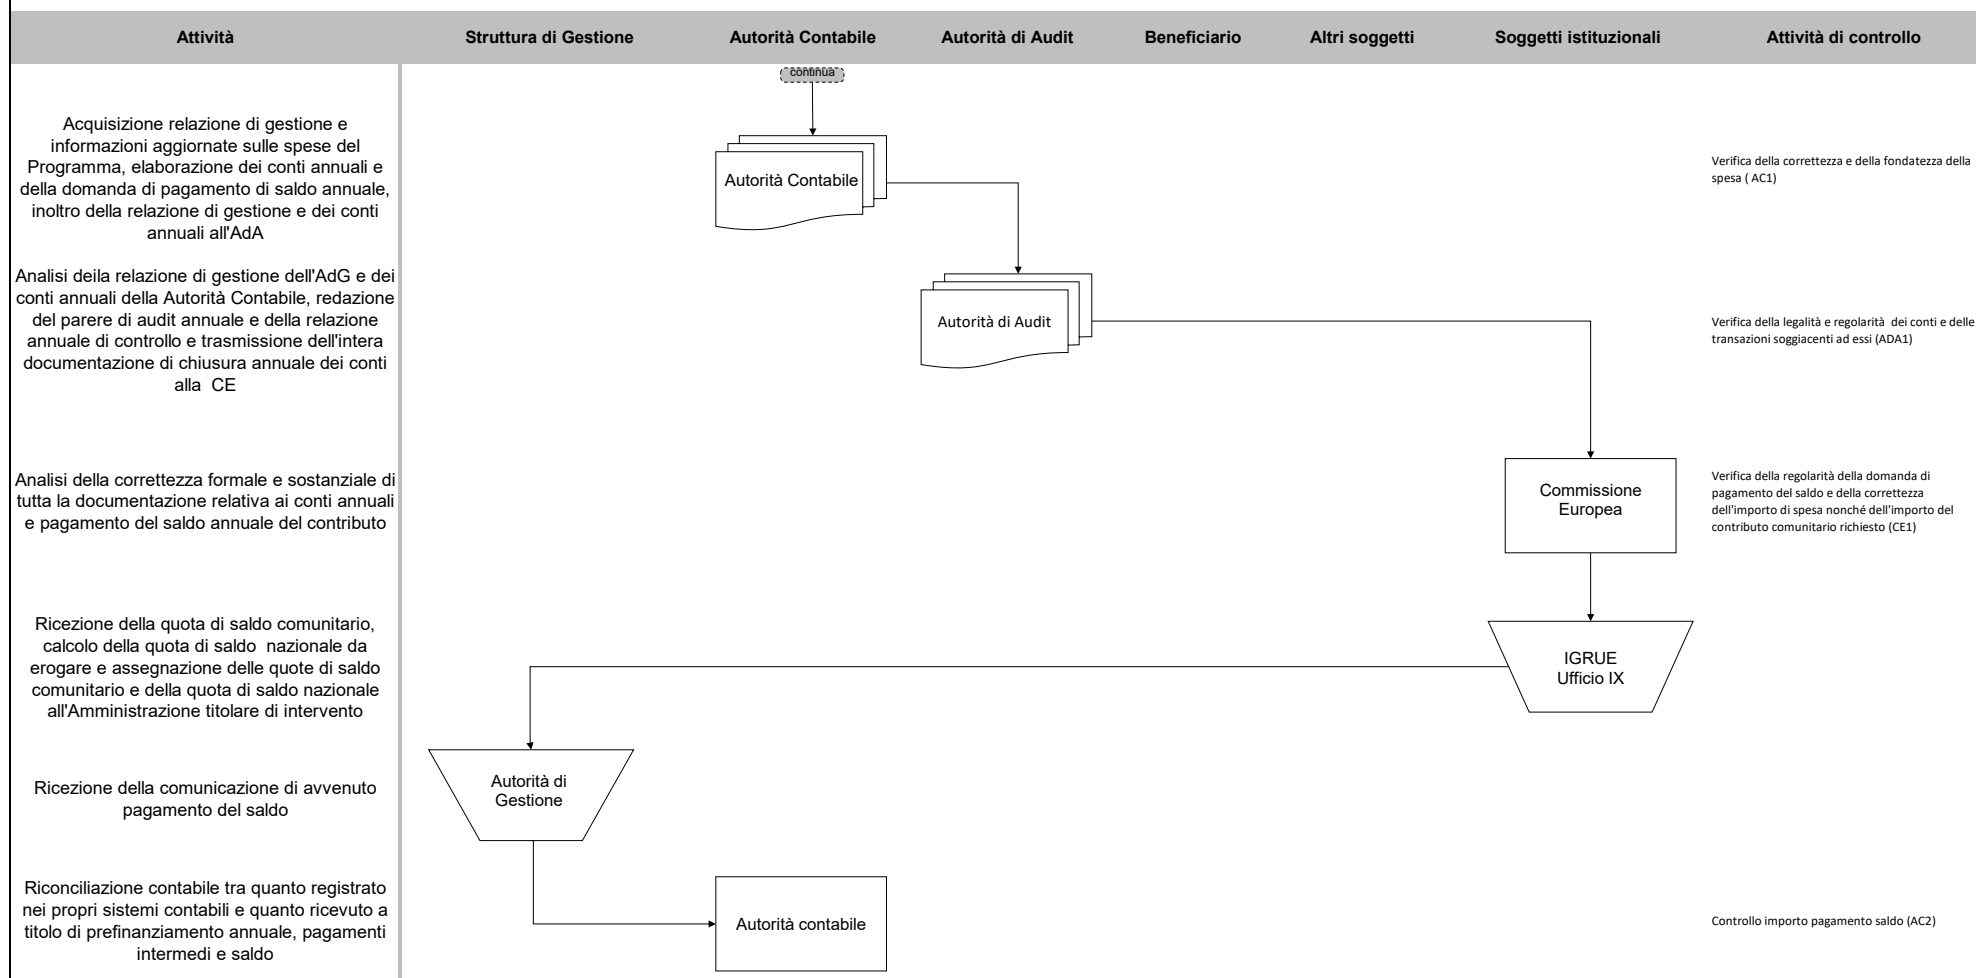 Attività
Struttura di Gestione
Autorità Contabile
Autorità di Audit
Beneficiario
Altri soggetti
Soggetti istituzionali
Attività di controllo
continua
Acquisizione relazione di gestione e
informazioni aggiornate sulle spese del
Programma, elaborazione dei conti annuali e
della domanda di pagamento di saldo annuale,
inoltro della relazione di gestione e dei conti
annuali all'AdA
Autorità Contabile
Verifica della correttezza e della fondatezza della
spesa ( AC1)
Analisi deila relazione di gestione dell'AdG e dei
conti annuali della Autorità Contabile, redazione
del parere di audit annuale e della relazione
annuale di controllo e trasmissione dell'intera
documentazione di chiusura annuale dei conti
alla  CE
Autorità di Audit
Verifica della legalità e regolarità  dei conti e delle
transazioni soggiacenti ad essi (ADA1)
Analisi della correttezza formale e sostanziale di
tutta la documentazione relativa ai conti annuali
e pagamento del saldo annuale del contributo
Commissione
Europea
Verifica della regolarità della domanda di
pagamento del saldo e della correttezza
dell'importo di spesa nonché dell'importo del
contributo comunitario richiesto (CE1)
Ricezione della quota di saldo comunitario,
calcolo della quota di saldo  nazionale da
erogare e assegnazione delle quote di saldo
comunitario e della quota di saldo nazionale
all'Amministrazione titolare di intervento
IGRUE
Ufficio IX
Ricezione della comunicazione di avvenuto
pagamento del saldo
Autorità di
Gestione
Riconciliazione contabile tra quanto registrato
nei propri sistemi contabili e quanto ricevuto a
titolo di prefinanziamento annuale, pagamenti
intermedi e saldo
Autorità contabile
Controllo importo pagamento saldo (AC2)